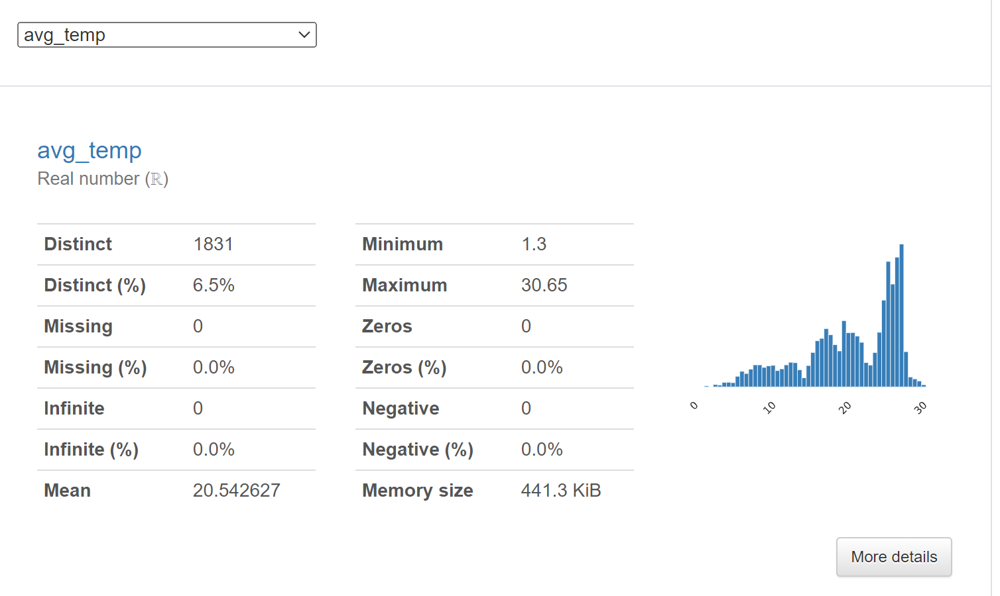 avg_temp
avg_temp
Real number (ℝ)
Distinct 1831
Distinct (%) 6.5%
Missing 0
Missing (%) 0.0%
Infinite 0
Infinite (%) 0.0%
Mean 20.542627
Minimum 1.3
Maximum 30.65
Zeros 0
Zeros (%) 0.0%
Negative 0
Negative (%) 0.0%
Memory size 441.3 KiB
0 10 20 30
More details